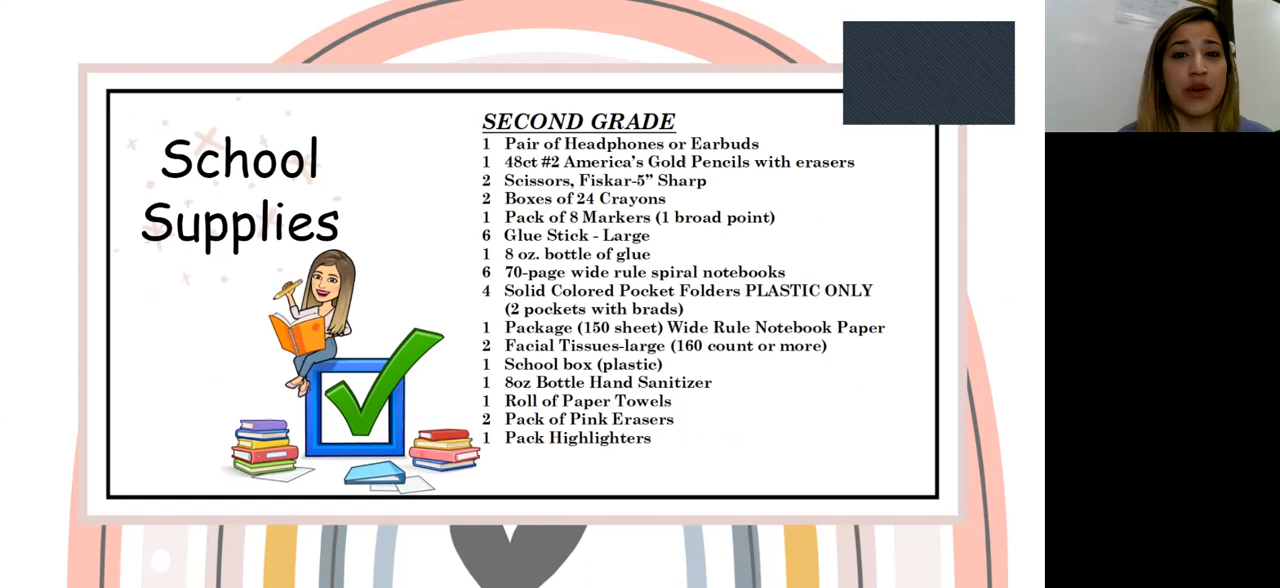 School
Supplies
SECOND GRADE
1 Pair of Headphones or Earbuds
1 48ct #2 America's Gold Pencils with erasers
2 Scissors, Fiskar-5” Sharp
2 Boxes of 24 Crayons
1 Pack of 8 Markers (1 broad point)
6 Glue Stick - Large
1 8 oz. bottle of glue
6 70-page wide rule spiral notebooks
4 Solid Colored Pocket Folders PLASTIC ONLY
(2 pockets with brads)
1 Package (150 sheet) Wide Rule Notebook Paper
2 Facial Tissues-large (160 count or more)
1 School box (plastic)
1 8oz Bottle Hand Sanitizer
1 Roll of Paper Towels
2 Pack of Pink Erasers
1 Pack Highlighters